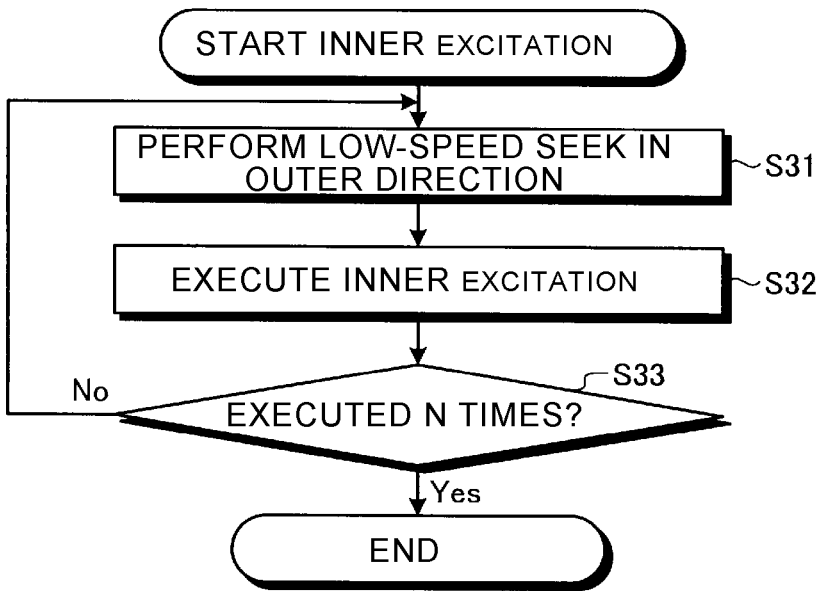 START INNER EXCITATION
PERFORM LOW-SPEED SEEK IN
OUTER DIRECTION
S31
EXECUTE INNER EXCITATION
S32
S33
No
EXECUTED N TIMES?
Yes
END